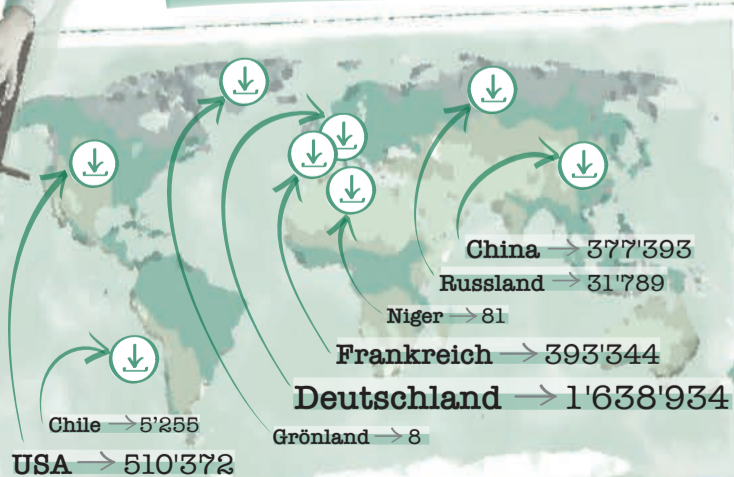 China → 377'393
Russland → 31'789
Niger → 81
Frankreich → 393'344
Deutschland → 1'638'934
Chile → 5'255
Grönland → 8
USA → 510'372